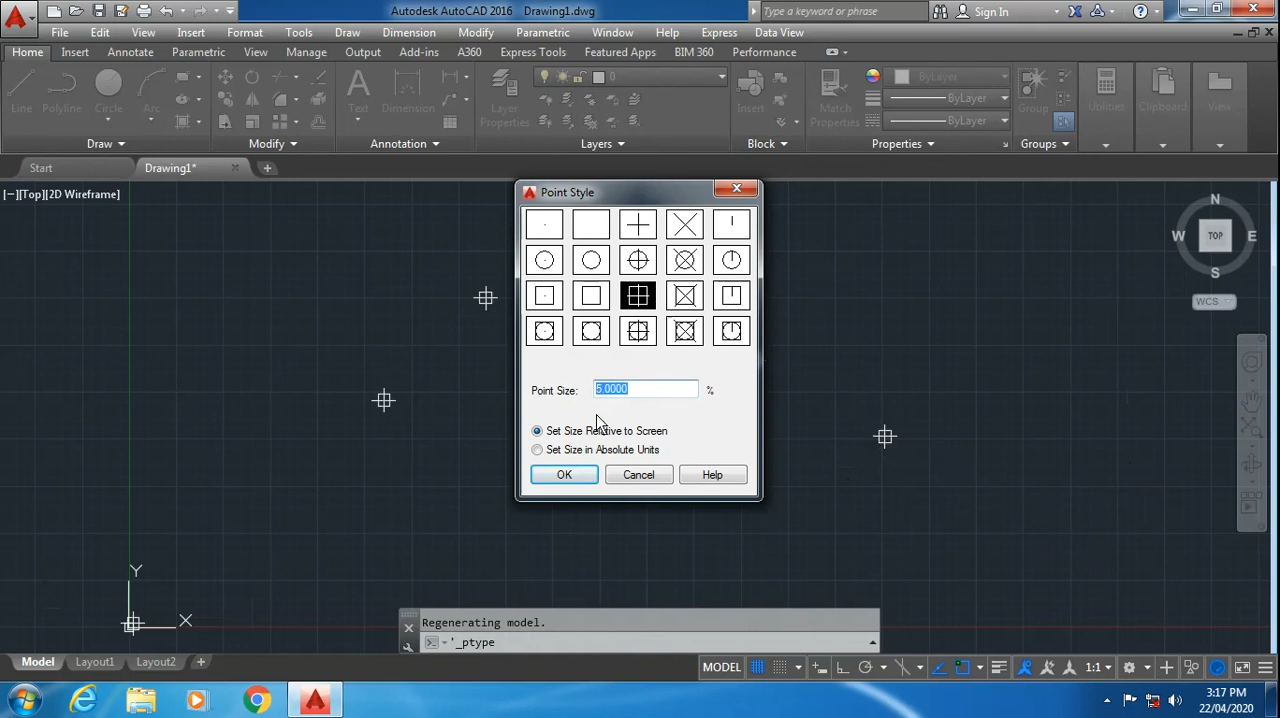 Autodesk AutoCAD 2016 Drawing1.dwg
Type a keyword or phrase
Sign In
File Edit View Insert Format Tools Draw Dimension Modify Parametric Window Help Express Data View
Home Insert Annotate Parametric View Manage Output Add-ins A360 Express Tools Featured Apps BIM 360 Performance
Line Polyline Circle Arc
Text Dimension
Layer Properties
0
Insert
Match Properties
ByLayer
ByLayer
ByLayer
Group
Utilities
Clipboard
View
Draw Modify Annotation Layers Block Properties Groups
Start Drawing1*
[−][Top][2D Wireframe]
N
W TOP E
S
WCS
Point Style
Point Size: 5.0000 %
Set Size Relative to Screen
Set Size in Absolute Units
OK Cancel Help
Y
X
Regenerating model.
'_ptype
Model Layout1 Layout2
MODEL
1:1
3:17 PM
22/04/2020